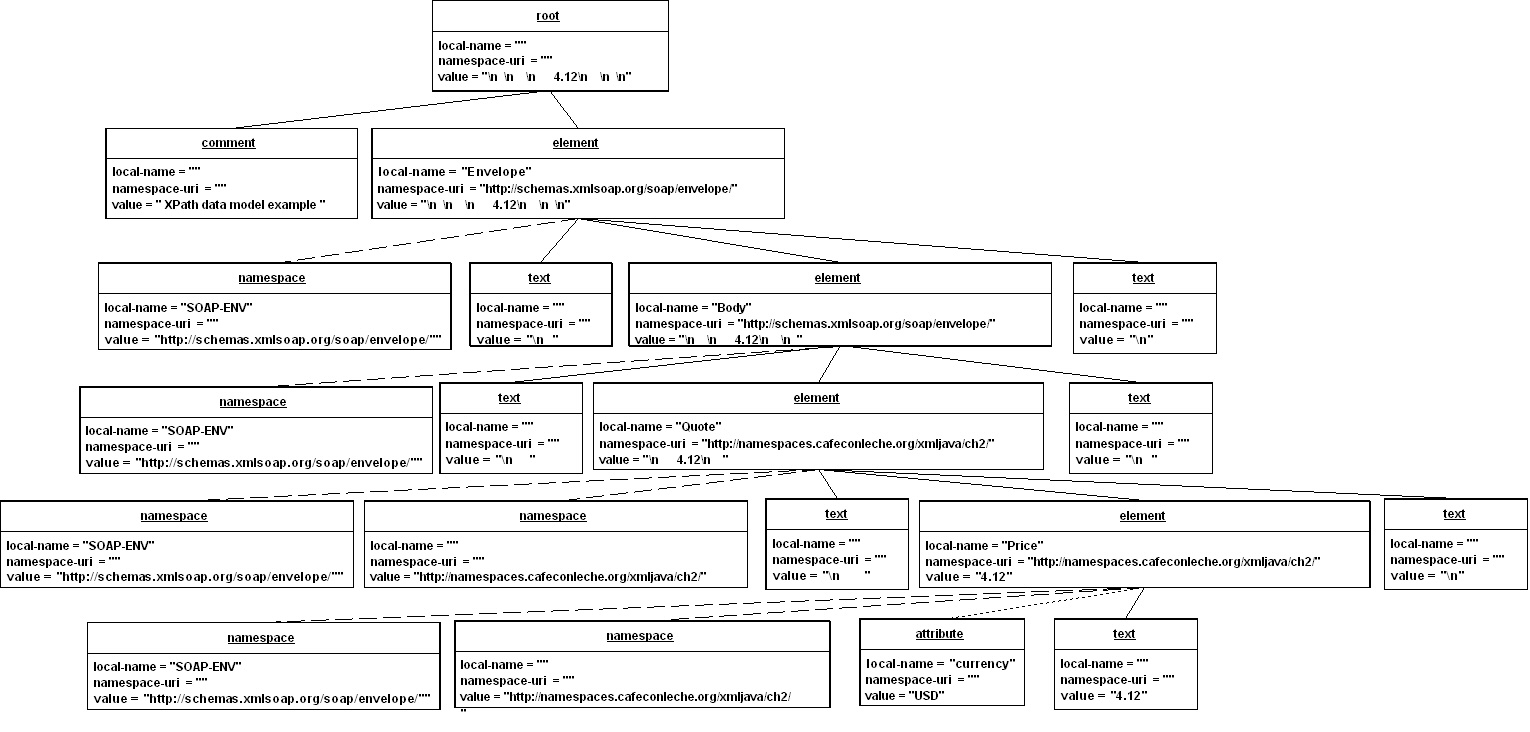 root
local-name = ""
namespace-uri = ""
value = "\n \n \n 4.12\n \n \n"
comment
local-name = ""
namespace-uri = ""
value = " XPath data model example "
element
local-name = "Envelope"
namespace-uri = "http://schemas.xmlsoap.org/soap/envelope/"
value = "\n \n \n 4.12\n \n \n"
namespace
local-name = "SOAP-ENV"
namespace-uri = ""
value = "http://schemas.xmlsoap.org/soap/envelope/""
text
local-name = ""
namespace-uri = ""
value = "\n "
element
local-name = "Body"
namespace-uri = "http://schemas.xmlsoap.org/soap/envelope/"
value = "\n \n 4.12\n \n "
text
local-name = ""
namespace-uri = ""
value = "\n"
namespace
local-name = "SOAP-ENV"
namespace-uri = ""
value = "http://schemas.xmlsoap.org/soap/envelope/""
text
local-name = ""
namespace-uri = ""
value = "\n "
element
local-name = "Quote"
namespace-uri = "http://namespaces.cafeconleche.org/xmljava/ch2/"
value = "\n 4.12\n "
text
local-name = ""
namespace-uri = ""
value = "\n "
namespace
local-name = "SOAP-ENV"
namespace-uri = ""
value = "http://schemas.xmlsoap.org/soap/envelope/""
namespace
local-name = ""
namespace-uri = ""
value = "http://namespaces.cafeconleche.org/xmljava/ch2/"
text
local-name = ""
namespace-uri = ""
value = "\n "
element
local-name = "Price"
namespace-uri = "http://namespaces.cafeconleche.org/xmljava/ch2/"
value = "4.12"
text
local-name = ""
namespace-uri = ""
value = "\n"
namespace
local-name = "SOAP-ENV"
namespace-uri = ""
value = "http://schemas.xmlsoap.org/soap/envelope/""
namespace
local-name = ""
namespace-uri = ""
value = "http://namespaces.cafeconleche.org/xmljava/ch2/
"
attribute
local-name = "currency"
namespace-uri = ""
value = "USD"
text
local-name = ""
namespace-uri = ""
value = "4.12"